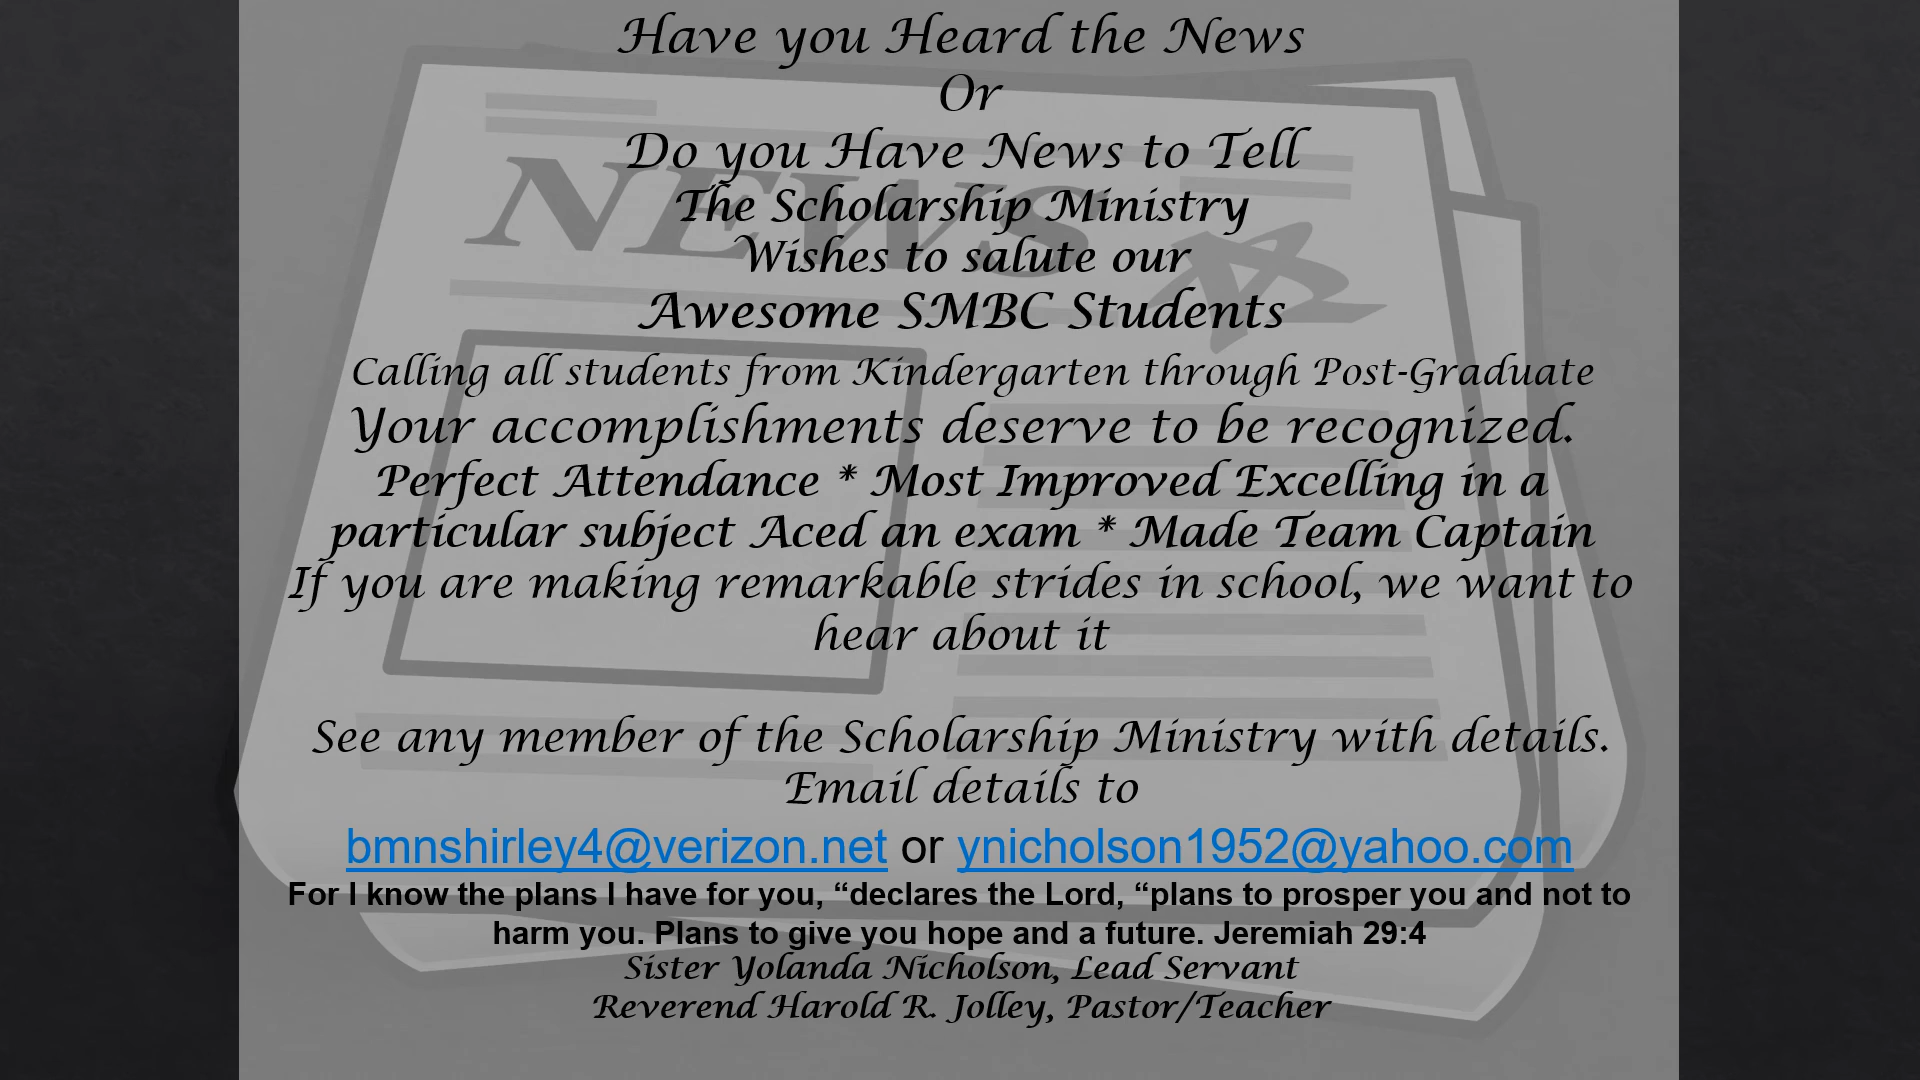 Have you Heard the News
Or
Do you Have News to Tell
NEWS
The Scholarship Ministry
Wishes to salute our
Awesome SMBC Students
Calling all students from Kindergarten through Post-Graduate
Your accomplishments deserve to be recognized.
Perfect Attendance * Most Improved Excelling in a
particular subject Aced an exam * Made Team Captain
If you are making remarkable strides in school, we want to
hear about it
See any member of the Scholarship Ministry with details.
Email details to
bmnshirley4@verizon.net or ynicholson1952@yahoo.com
For I know the plans I have for you, “declares the Lord, “plans to prosper you and not to
harm you. Plans to give you hope and a future. Jeremiah 29:4
Sister Yolanda Nicholson, Lead Servant
Reverend Harold R. Jolley, Pastor/Teacher